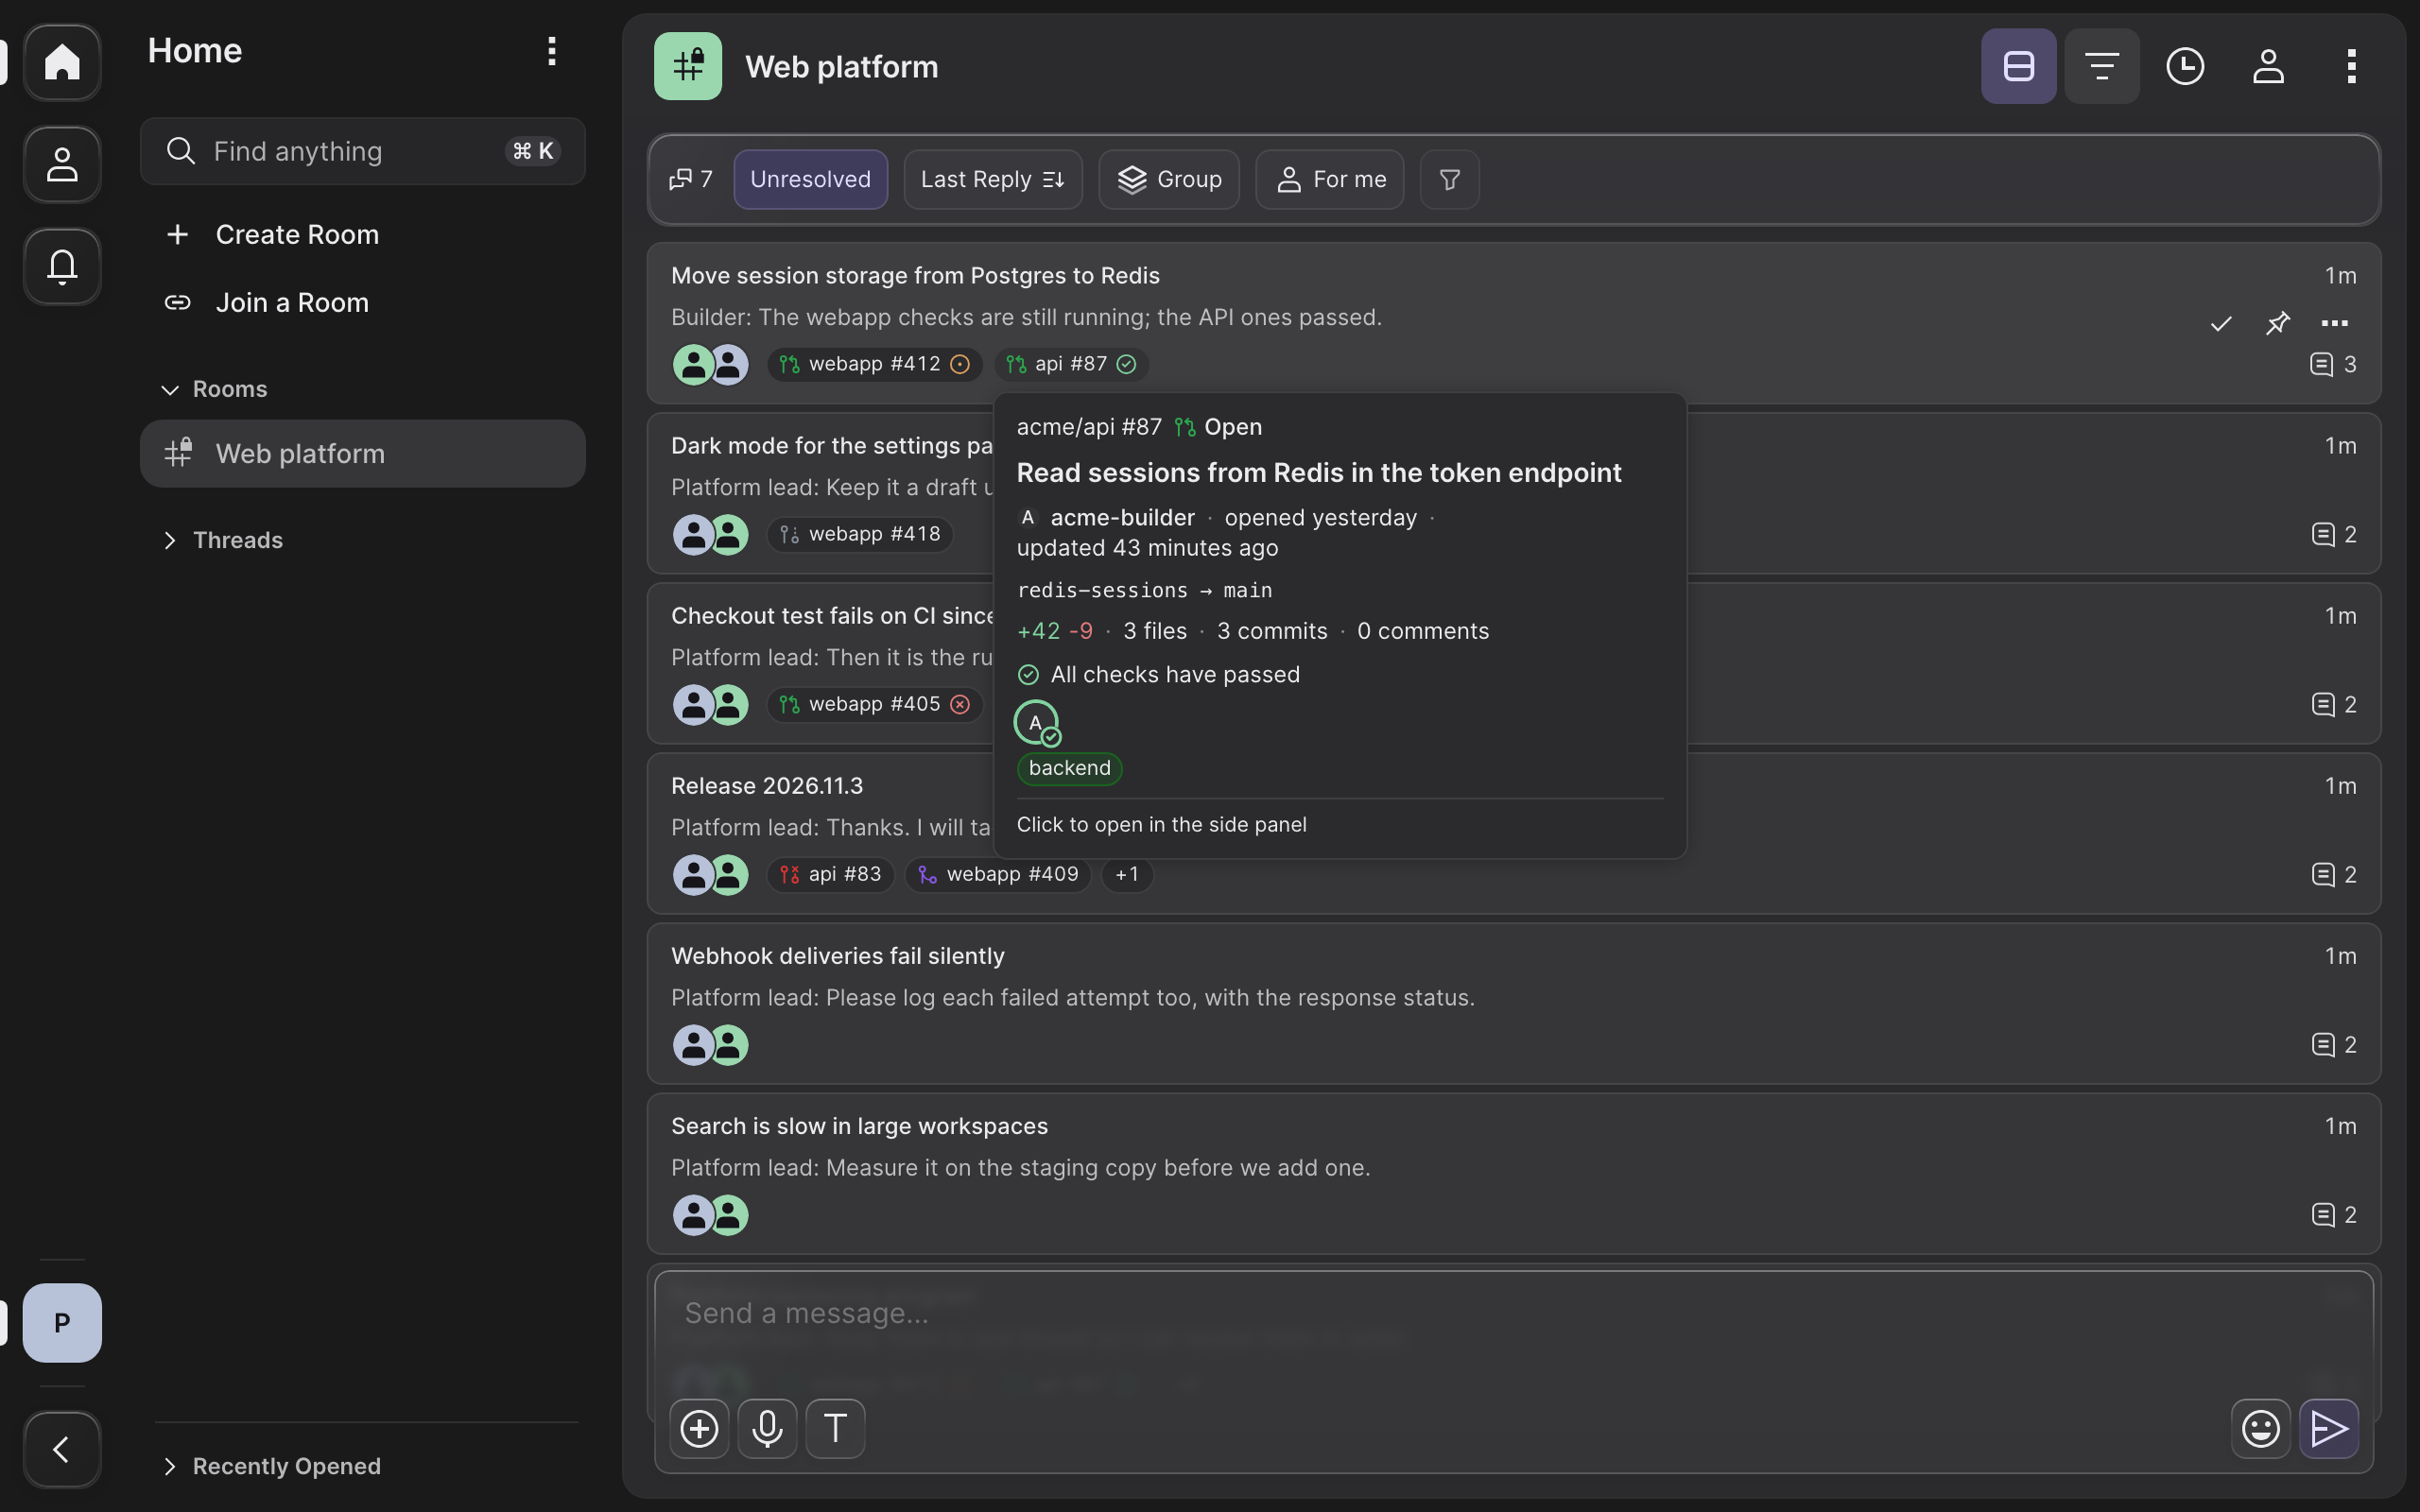 Home
Find anything
⌘ K
Create Room
Join a Room
Rooms
Web platform
Threads
P
Recently Opened
Web platform
7
Unresolved
Last Reply
Group
For me
Move session storage from Postgres to Redis
1m
Builder: The webapp checks are still running; the API ones passed.
webapp #412
api #87
3
Dark mode for the settings pa
1m
Platform lead: Keep it a draft u
webapp #418
2
Checkout test fails on CI since
1m
Platform lead: Then it is the ru
webapp #405
2
Release 2026.11.3
1m
Platform lead: Thanks. I will ta
api #83
webapp #409
+1
2
acme/api #87 Open
Read sessions from Redis in the token endpoint
A acme-builder · opened yesterday ·
updated 43 minutes ago
redis-sessions → main
+42 -9 · 3 files · 3 commits · 0 comments
All checks have passed
A
backend
Click to open in the side panel
Webhook deliveries fail silently
1m
Platform lead: Please log each failed attempt too, with the response status.
2
Search is slow in large workspaces
1m
Platform lead: Measure it on the staging copy before we add one.
2
Send a message...